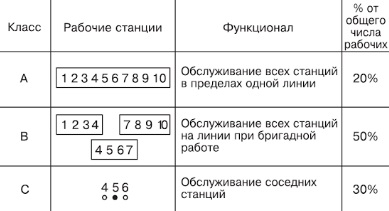 Класс
Рабочие станции
Функционал
% от
общего
числа
рабочих
A
1 2 3 4 5 6 7 8 9 10
Обслуживание всех станций
в пределах одной линии
20%
B
1 2 3 4
7 8 9 10
4 5 6 7
Обслуживание всех станций
на линии при бригадной
работе
50%
C
4 5 6
Обслуживание соседних
станций
30%